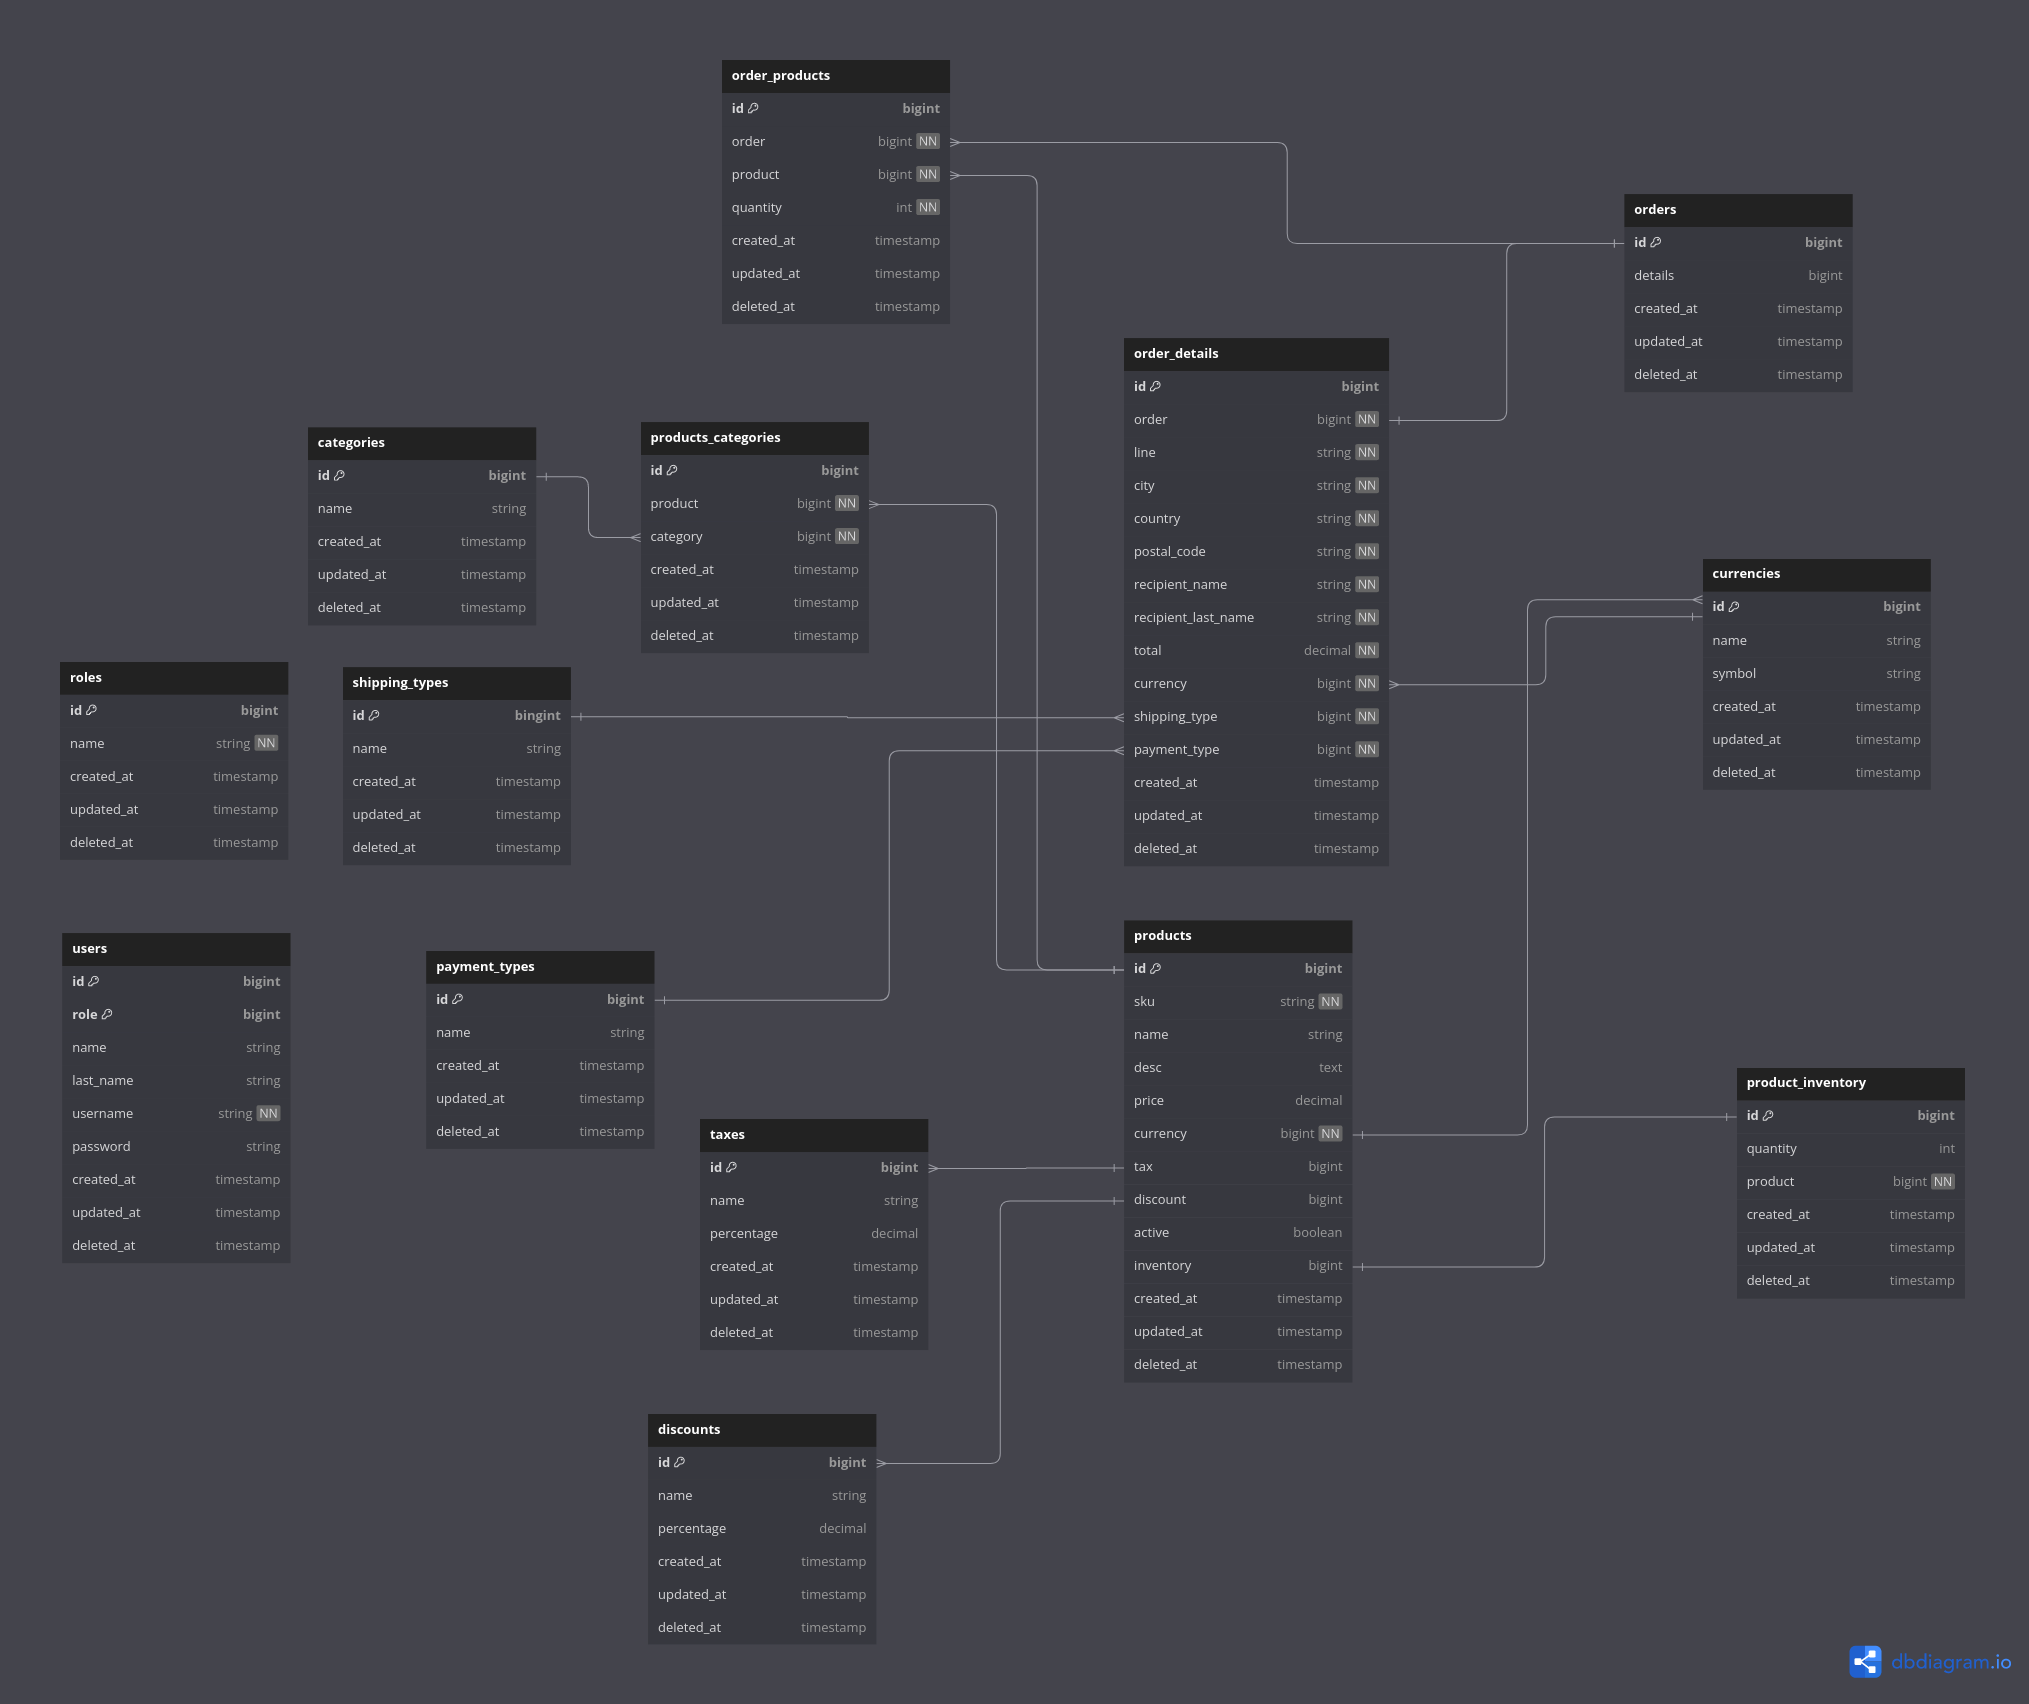 order_products
id bigint
order bigint NN
product bigint NN
quantity int NN
created_at timestamp
updated_at timestamp
deleted_at timestamp
orders
id bigint
details bigint
created_at timestamp
updated_at timestamp
deleted_at timestamp
order_details
id bigint
order bigint NN
line string NN
city string NN
country string NN
postal_code string NN
recipient_name string NN
recipient_last_name string NN
total decimal NN
currency bigint NN
shipping_type bigint NN
payment_type bigint NN
created_at timestamp
updated_at timestamp
deleted_at timestamp
categories
id bigint
name string
created_at timestamp
updated_at timestamp
deleted_at timestamp
products_categories
id bigint
product bigint NN
category bigint NN
created_at timestamp
updated_at timestamp
deleted_at timestamp
currencies
id bigint
name string
symbol string
created_at timestamp
updated_at timestamp
deleted_at timestamp
roles
id bigint
name string NN
created_at timestamp
updated_at timestamp
deleted_at timestamp
shipping_types
id bingint
name string
created_at timestamp
updated_at timestamp
deleted_at timestamp
users
id bigint
role bigint
name string
last_name string
username string NN
password string
created_at timestamp
updated_at timestamp
deleted_at timestamp
payment_types
id bigint
name string
created_at timestamp
updated_at timestamp
deleted_at timestamp
products
id bigint
sku string NN
name string
desc text
price decimal
currency bigint NN
tax bigint
discount bigint
active boolean
inventory bigint
created_at timestamp
updated_at timestamp
deleted_at timestamp
product_inventory
id bigint
quantity int
product bigint NN
created_at timestamp
updated_at timestamp
deleted_at timestamp
taxes
id bigint
name string
percentage decimal
created_at timestamp
updated_at timestamp
deleted_at timestamp
discounts
id bigint
name string
percentage decimal
created_at timestamp
updated_at timestamp
deleted_at timestamp
dbdiagram.io